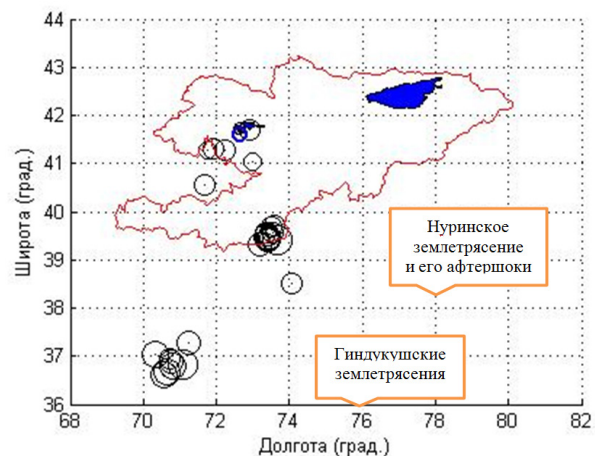 44
43
42
41
40
39
38
37
36
Широта (град.)
Нуринское
землетрясение
и его афтершоки
Гиндукушские
землетрясения
68
70
72
74
76
78
80
82
Долгота (град.)